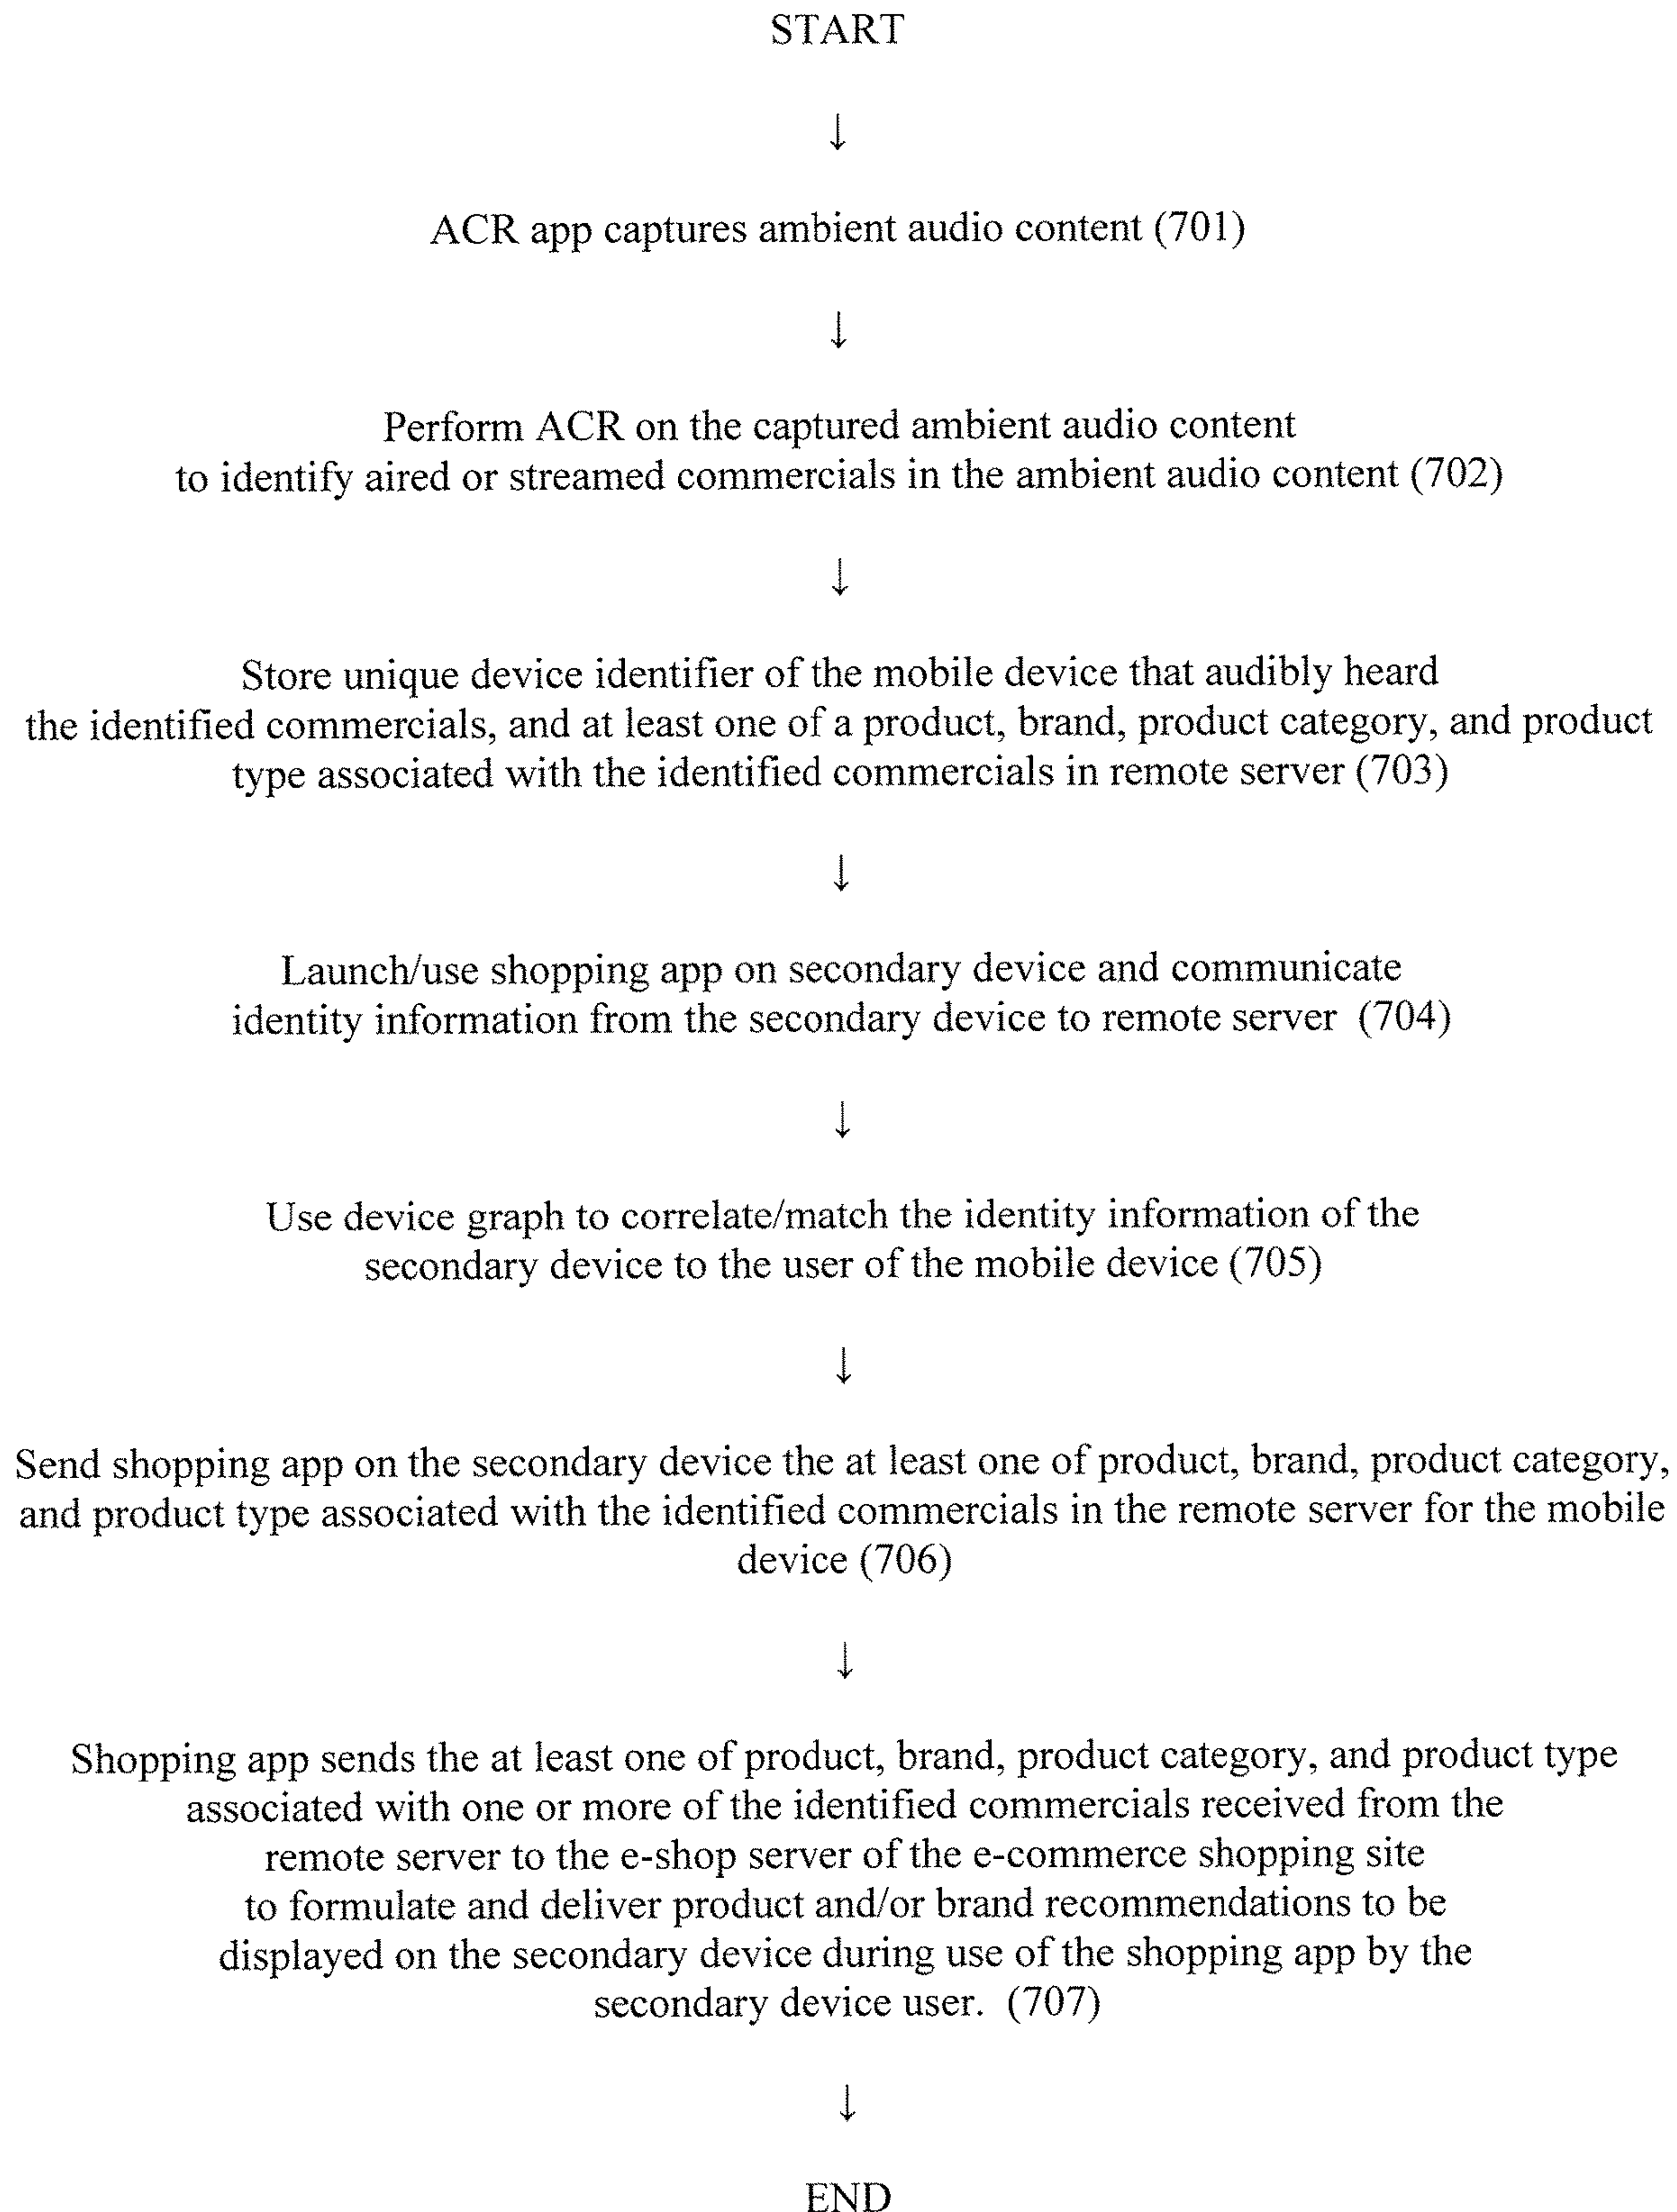 START
↓
ACR app captures ambient audio content (701)
↓
Perform ACR on the captured ambient audio content
to identify aired or streamed commercials in the ambient audio content (702)
↓
Store unique device identifier of the mobile device that audibly heard
the identified commercials, and at least one of a product, brand, product category, and product
type associated with the identified commercials in remote server (703)
↓
Launch/use shopping app on secondary device and communicate
identity information from the secondary device to remote server (704)
↓
Use device graph to correlate/match the identity information of the
secondary device to the user of the mobile device (705)
↓
Send shopping app on the secondary device the at least one of product, brand, product category,
and product type associated with the identified commercials in the remote server for the mobile
device (706)
↓
Shopping app sends the at least one of product, brand, product category, and product type
associated with one or more of the identified commercials received from the
remote server to the e-shop server of the e-commerce shopping site
to formulate and deliver product and/or brand recommendations to be
displayed on the secondary device during use of the shopping app by the
secondary device user. (707)
↓
END